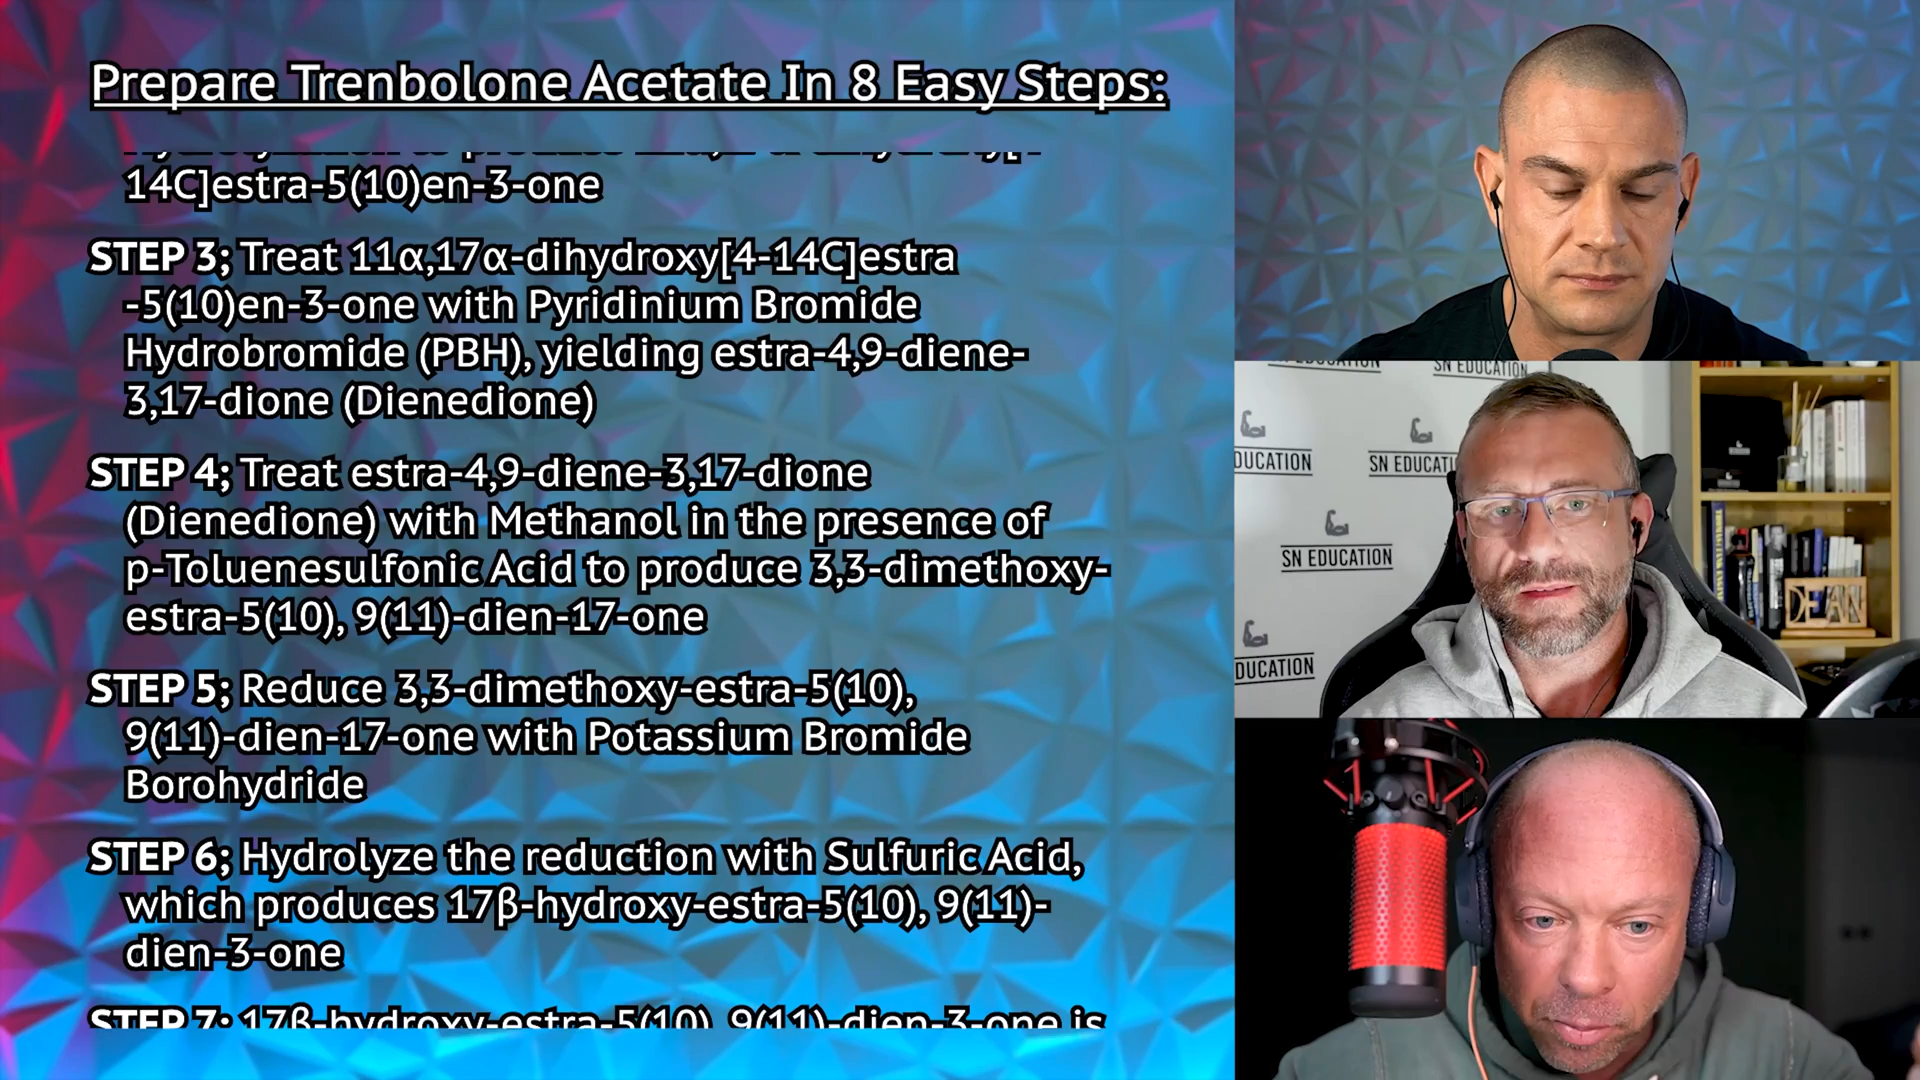 Prepare Trenbolone Acetate In 8 Easy Steps:
14C]estra-5(10)en-3-one
STEP 3; Treat 11α,17α-dihydroxy[4-14C]estra
-5(10)en-3-one with Pyridinium Bromide
Hydrobromide (PBH), yielding estra-4,9-diene-
3,17-dione (Dienedione)
STEP 4; Treat estra-4,9-diene-3,17-dione
(Dienedione) with Methanol in the presence of
p-Toluenesulfonic Acid to produce 3,3-dimethoxy-
estra-5(10), 9(11)-dien-17-one
STEP 5; Reduce 3,3-dimethoxy-estra-5(10),
9(11)-dien-17-one with Potassium Bromide
Borohydride
STEP 6; Hydrolyze the reduction with Sulfuric Acid,
which produces 17β-hydroxy-estra-5(10), 9(11)-
dien-3-one
STEP 7; 17β-hydroxy-estra-5(10), 9(11)-dien-3-one is
SN EDUCATION
DUCATION
SN EDUCATI
SN EDUCATION
DUCATION
DEAN